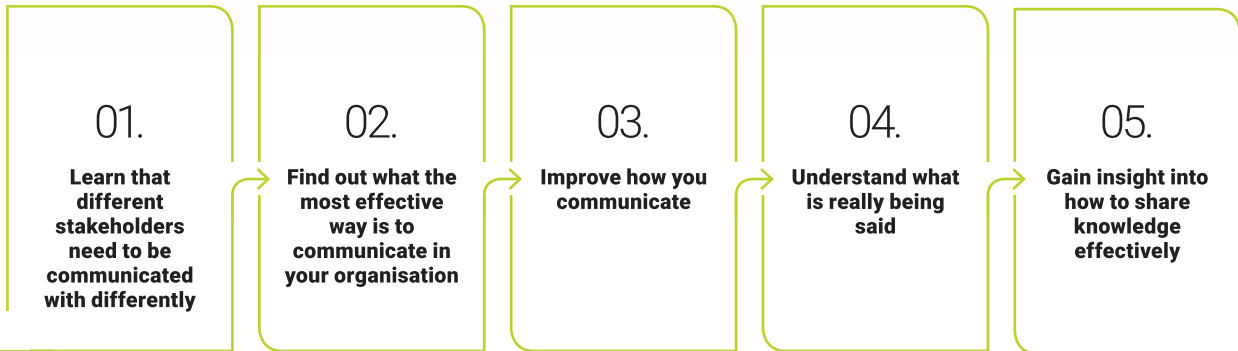 01.
Learn that
different
stakeholders
need to be
communicated
with differently
02.
Find out what the
most effective
way is to
communicate in
your organisation
03.
Improve how you
communicate
04.
Understand what
is really being
said
05.
Gain insight into
how to share
knowledge
effectively